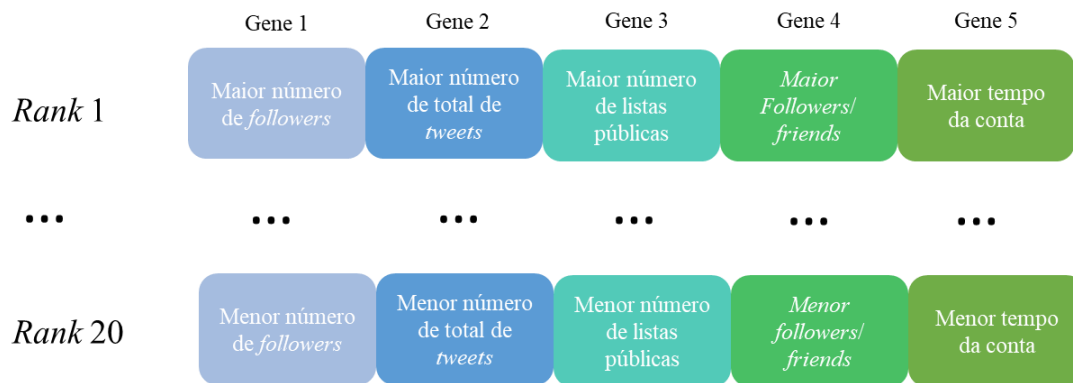 Gene 1 Gene 2 Gene 3 Gene 4 Gene 5
Rank 1
Maior número
de followers
Maior número
de total de
tweets
Maior número
de listas
públicas
Maior
Followers/
friends
Maior tempo
da conta
... ... ... ... ... ...
Rank 20
Menor número
de followers
Menor número
de total de
tweets
Menor número
de listas
públicas
Menor
followers/
friends
Menor tempo
da conta